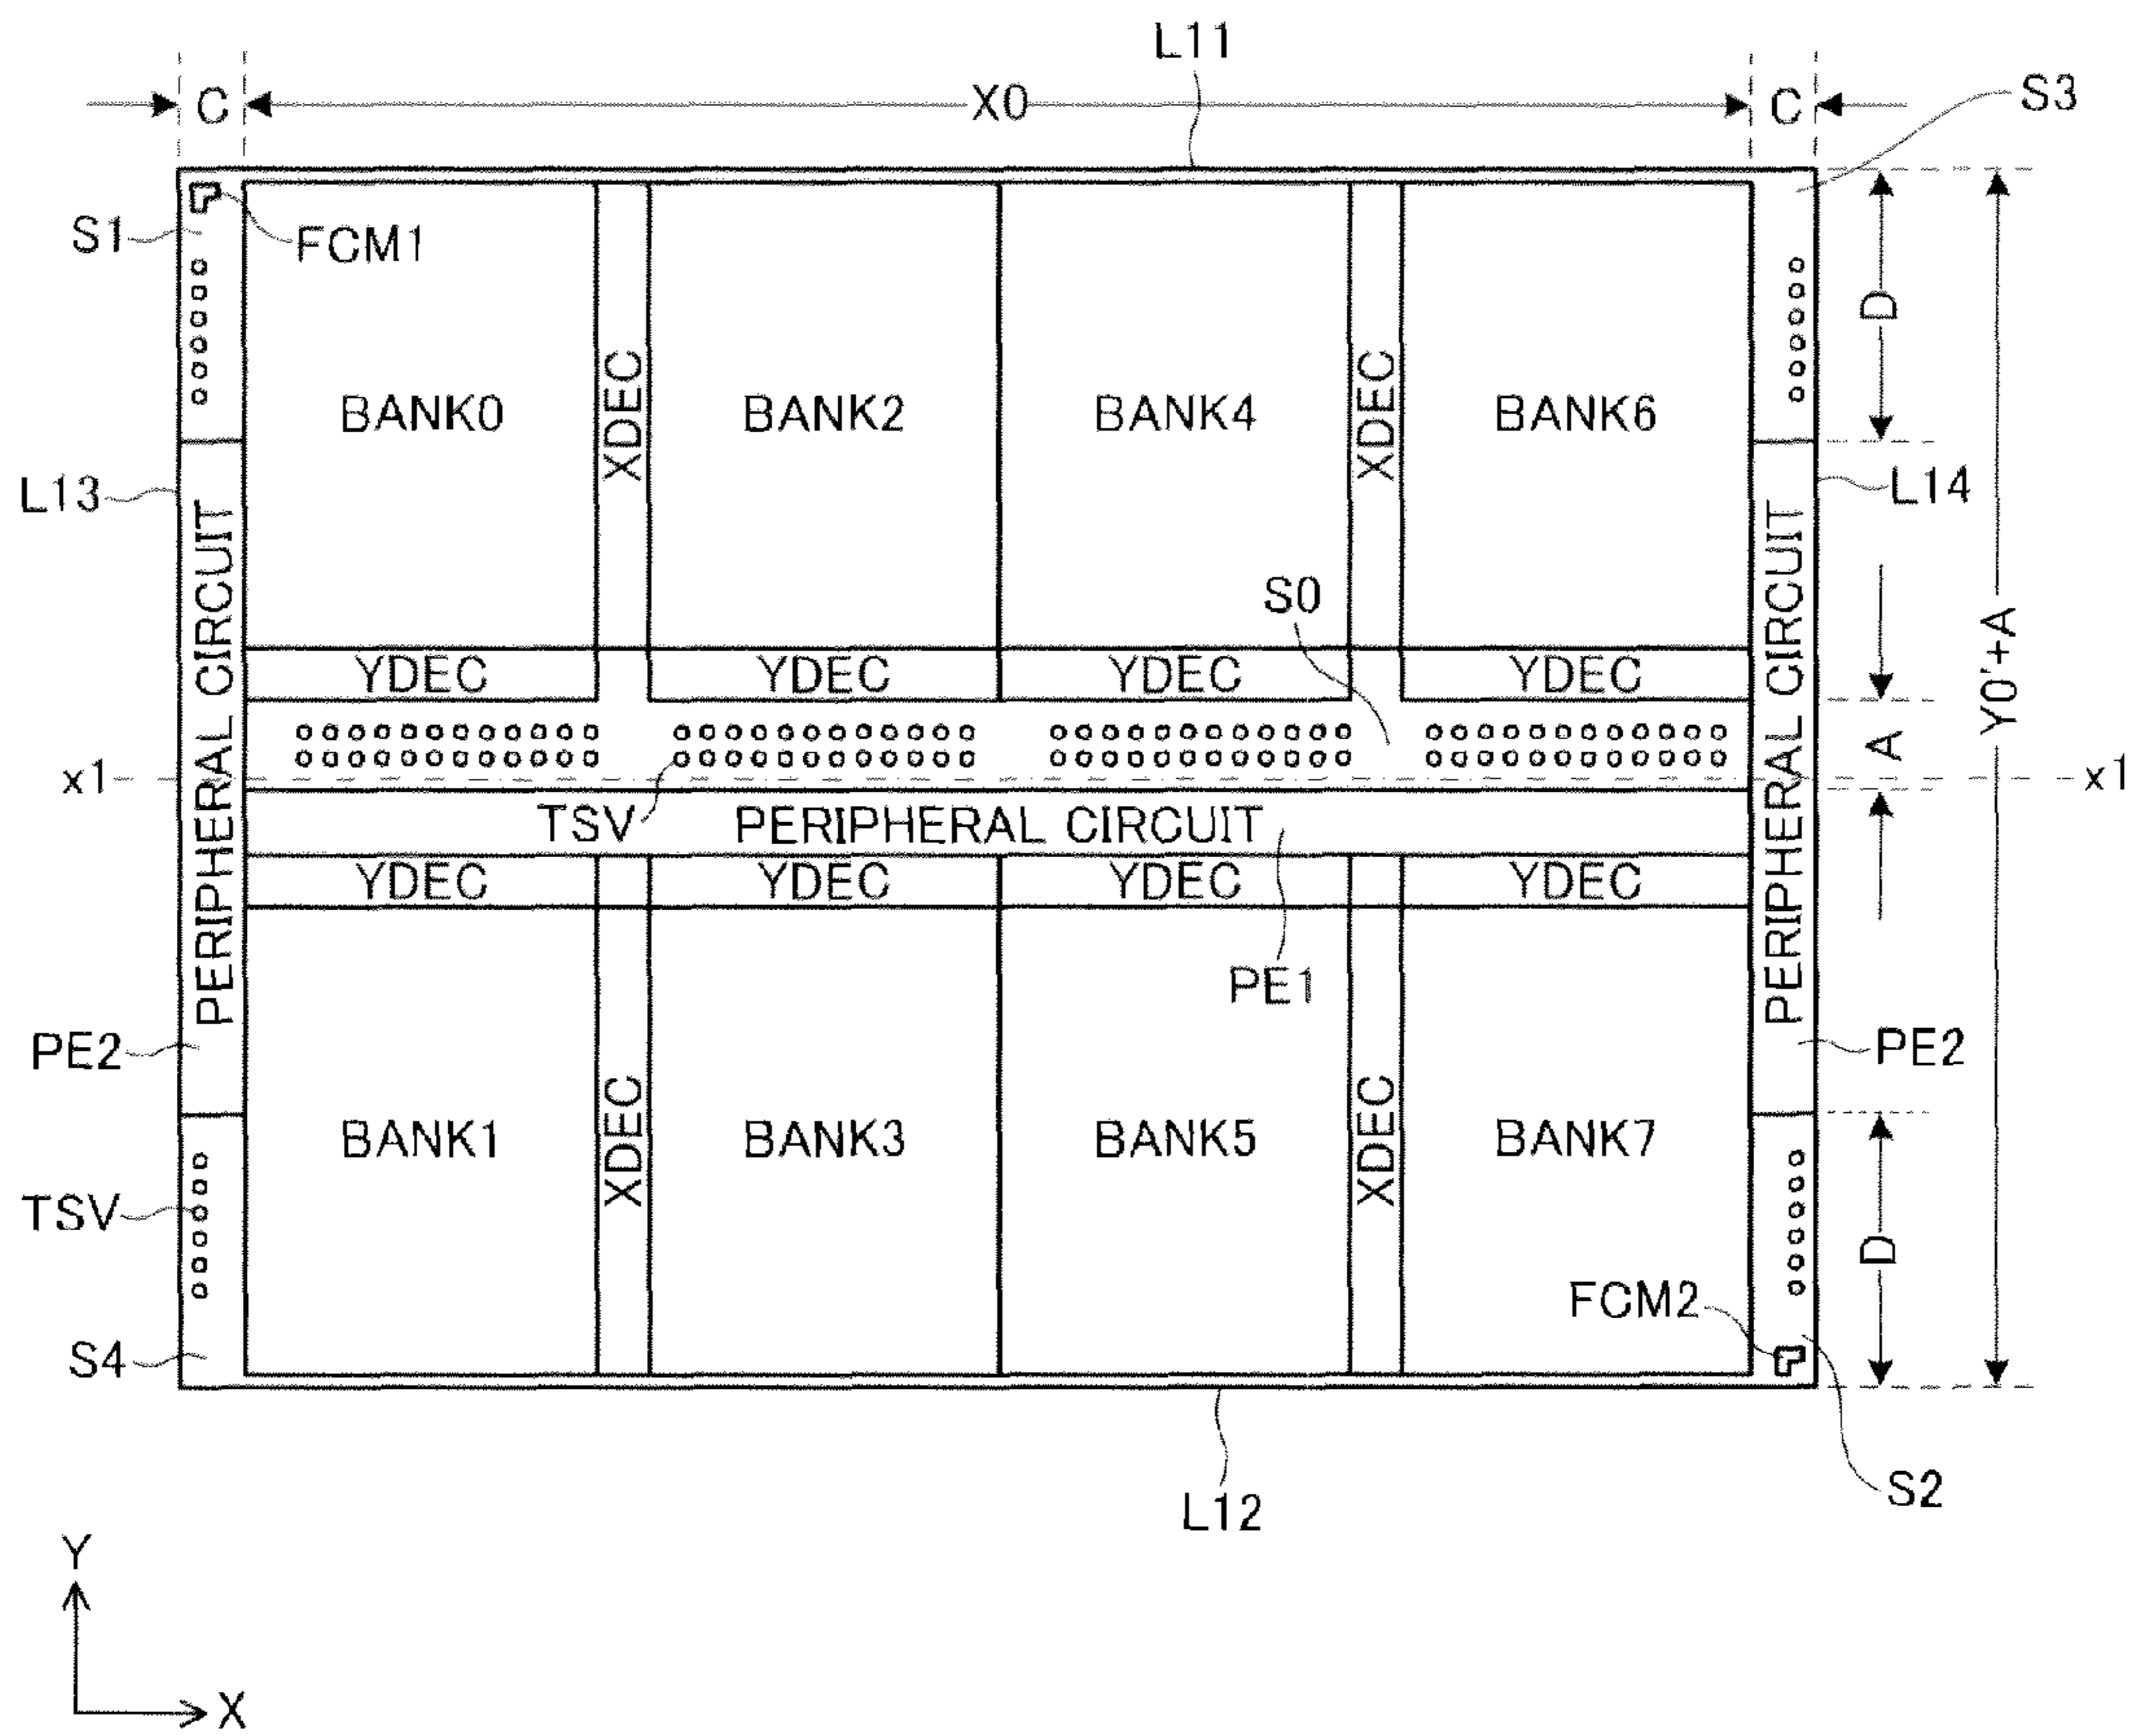 L11
C X0 C S3
S1 FCM1
D
BANK0 XDEC BANK2 BANK4 XDEC BANK6
L13 L14
PERIPHERAL CIRCUIT
PERIPHERAL CIRCUIT
S0
Y0'+A
YDEC YDEC YDEC YDEC
A
x1 x1
TSV PERIPHERAL CIRCUIT
YDEC YDEC YDEC YDEC
PE1
PE2 PE2
BANK1 XDEC BANK3 BANK5 XDEC BANK7
TSV
D
FCM2
S4
S2
L12
Y
X